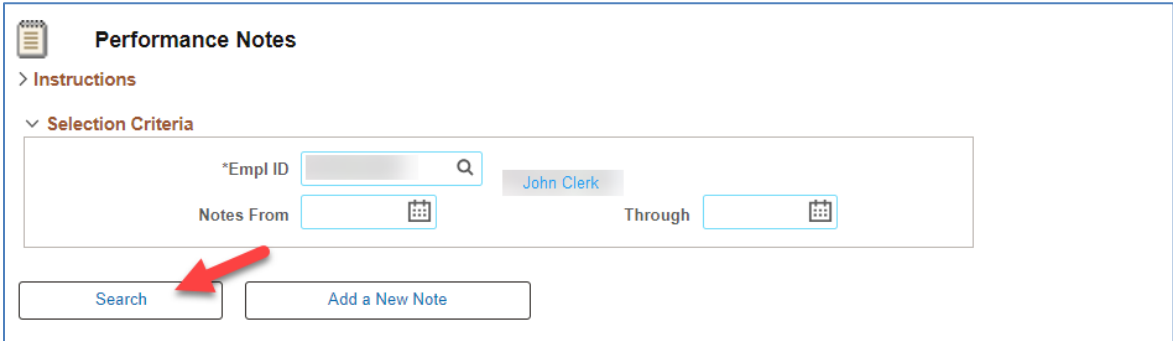 Performance Notes
Instructions
Selection Criteria
*Empl ID John Clerk
Notes From Through
Search Add a New Note